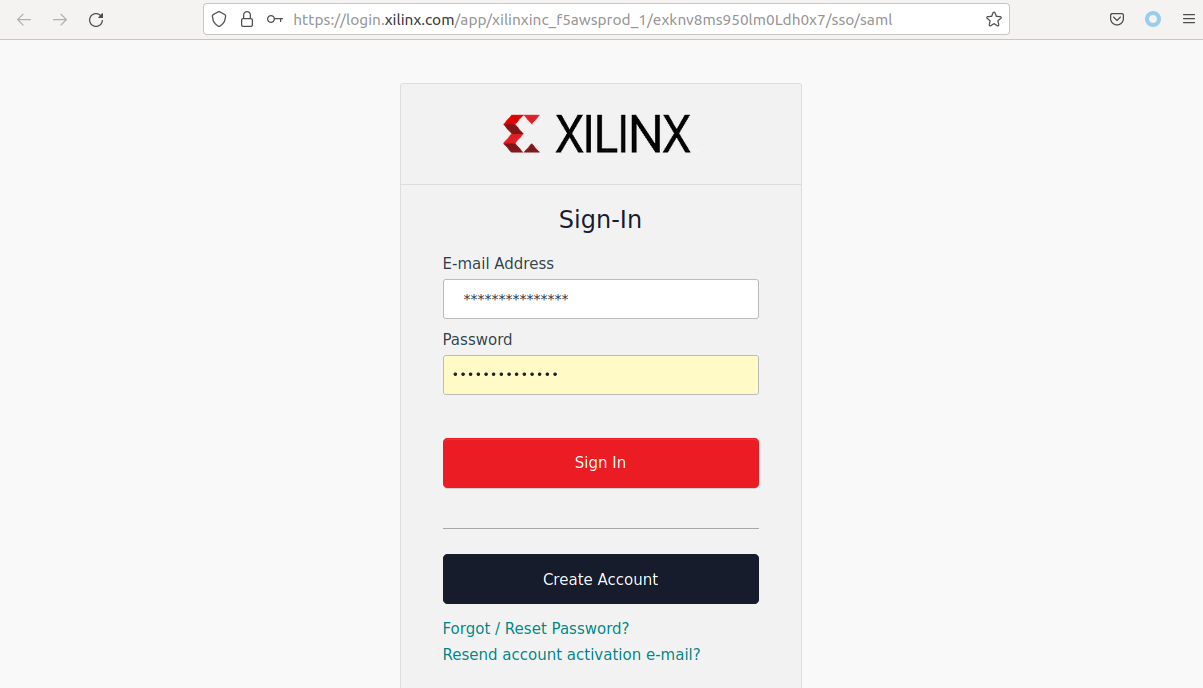 https://login.xilinx.com/app/xilinxinc_f5awsprod_1/exknv8ms950lm0Ldh0x7/sso/saml
XILINX
Sign-In
E-mail Address
***************
Password
••••••••••••••
Sign In
Create Account
Forgot / Reset Password?
Resend account activation e-mail?